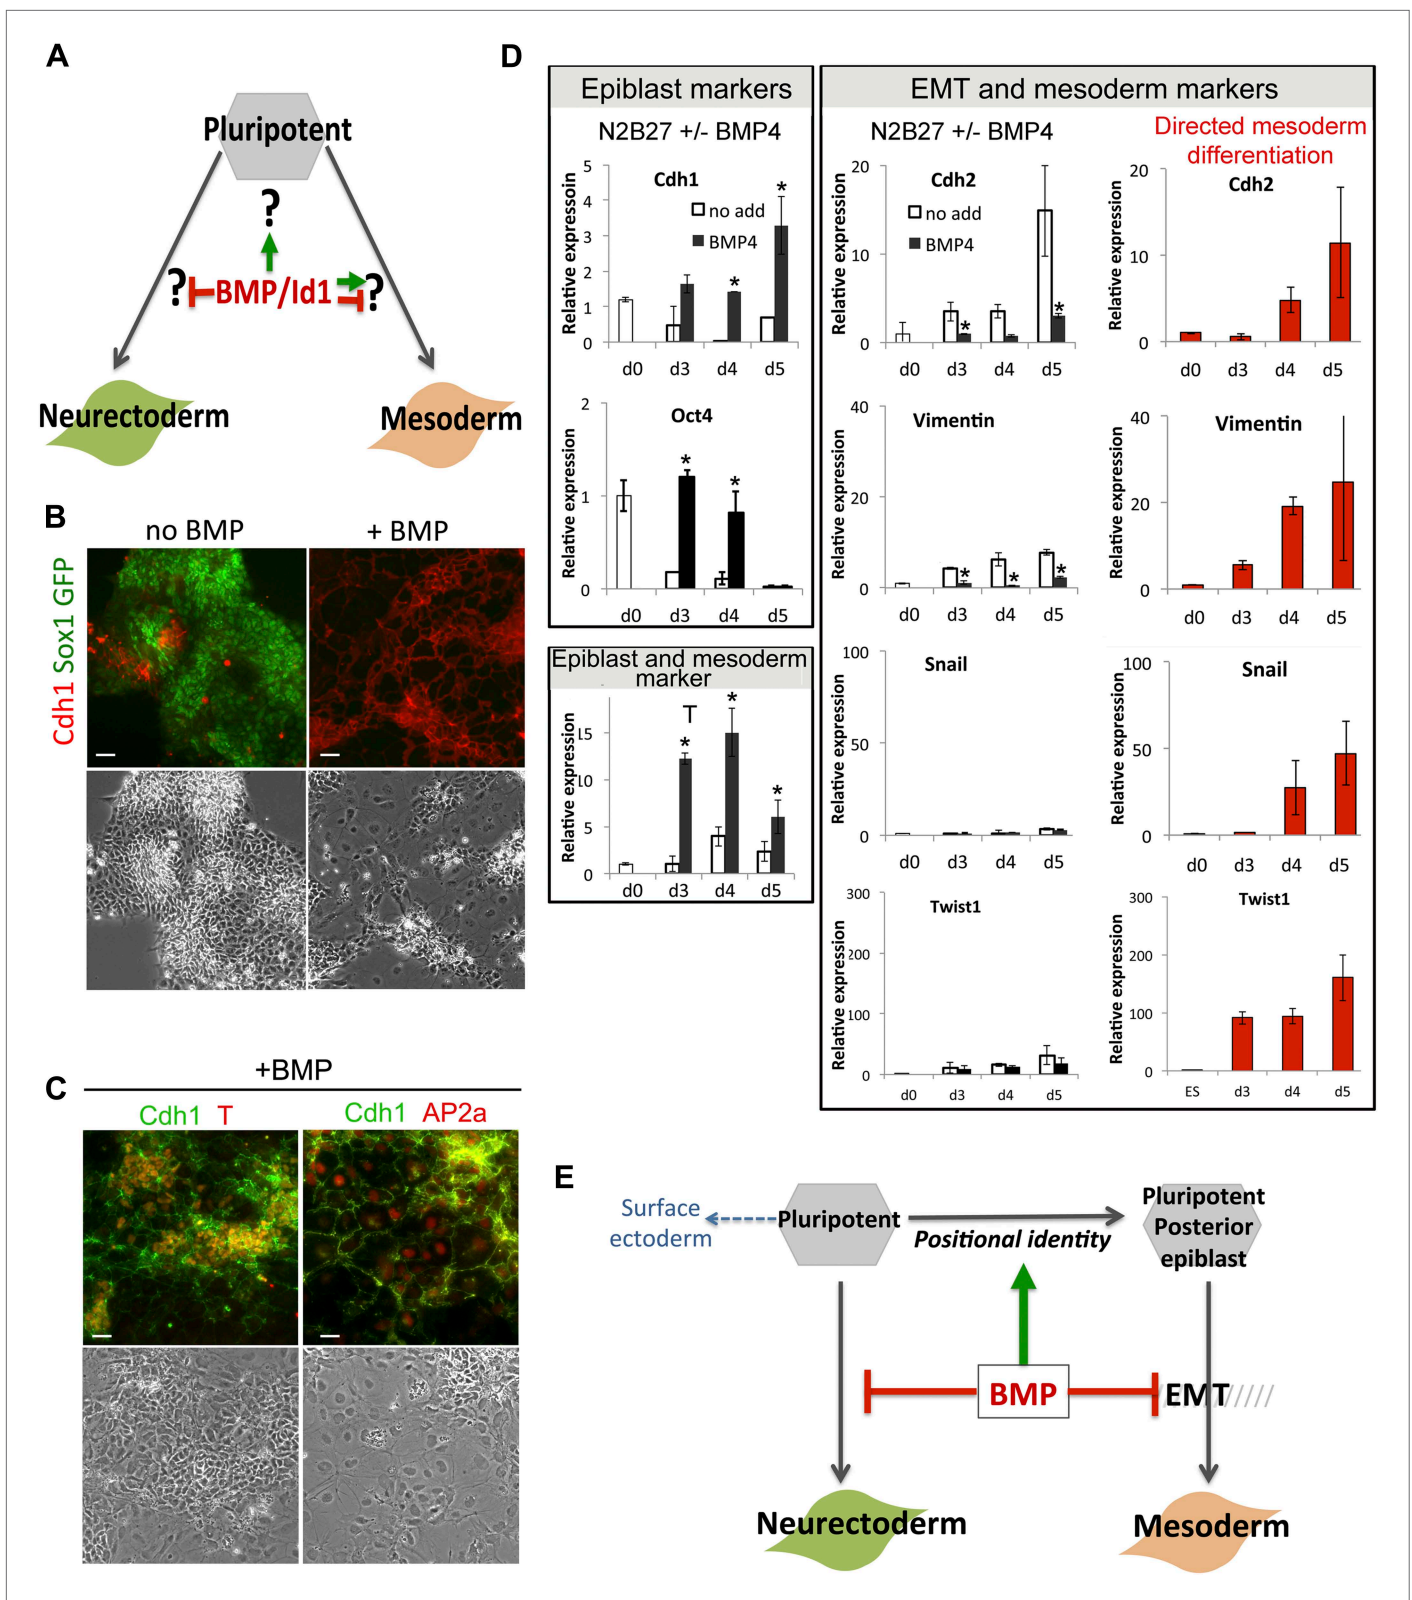 A
Pluripotent
?
?
BMP/Id1
?
Neurectoderm
Mesoderm
B
no BMP
+ BMP
Cdh1 Sox1 GFP
C
+BMP
Cdh1 T
Cdh1 AP2a
D
Epiblast markers
N2B27 +/- BMP4
Relative expressoin
Cdh1
no add
BMP4
5
4
3
2
1
0
*
*
d0 d3 d4 d5
Relative expression
Oct4
2
1
0
*
*
d0 d3 d4 d5
Epiblast and mesoderm
marker
Relative expression
T
15
10
5
0
*
*
*
d0 d3 d4 d5
EMT and mesoderm markers
N2B27 +/- BMP4
Relative expression
Cdh2
no add
BMP4
20
10
0
*
*
d0 d3 d4 d5
Relative expression
Vimentin
40
20
0
*
*
*
d0 d3 d4 d5
Relative expression
Snail
100
50
0
d0 d3 d4 d5
Relative expression
Twist1
300
200
100
0
d0 d3 d4 d5
Directed mesoderm
differentiation
Relative expression
Cdh2
20
10
0
d0 d3 d4 d5
Relative expression
Vimentin
40
20
0
d0 d3 d4 d5
Relative expression
Snail
100
50
0
d0 d3 d4 d5
Relative expression
Twist1
300
200
100
0
ES d3 d4 d5
E
Surface
ectoderm
Pluripotent
Positional identity
Pluripotent
Posterior
epiblast
BMP
EMT
Neurectoderm
Mesoderm